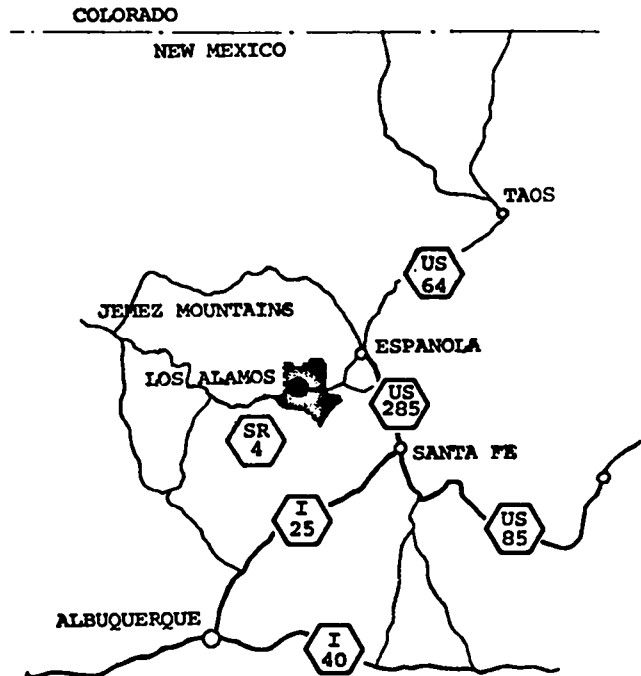 COLORADO
NEW MEXICO
TAOS
US
64
JEMEZ MOUNTAINS
ESPANOLA
LOS ALAMOS
US
285
SR
4
SANTA FE
I
25
US
85
ALBUQUERQUE
I
40